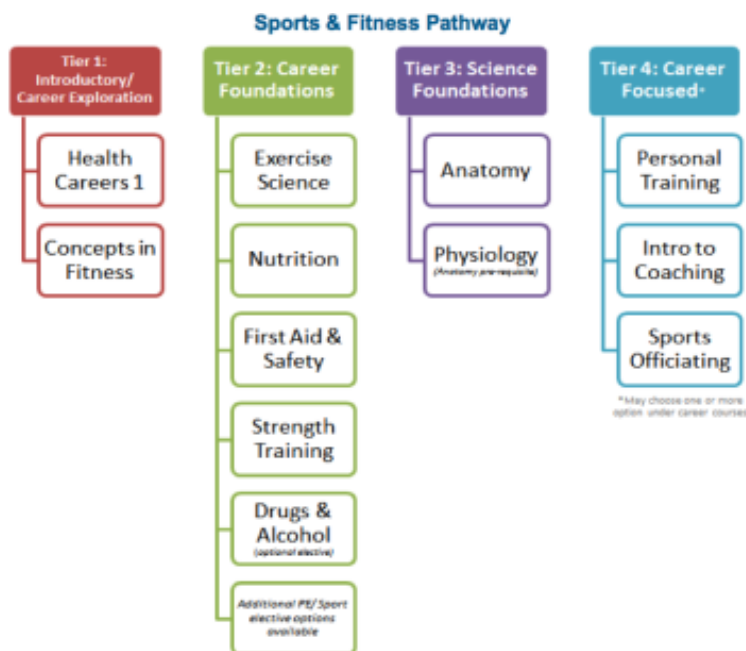 Sports & Fitness Pathway
Tier 1:
Introductory/
Career Exploration
Health
Careers 1
Concepts in
Fitness
Tier 2: Career
Foundations
Exercise
Science
Nutrition
First Aid &
Safety
Strength
Training
Drugs &
Alcohol
(optional elective)
Additional PE/Sport
elective options
available
Tier 3: Science
Foundations
Anatomy
Physiology
(Anatomy pre-requisite)
Tier 4: Career
Focused*
Personal
Training
Intro to
Coaching
Sports
Officiating
*May choose one or more
option under career courses